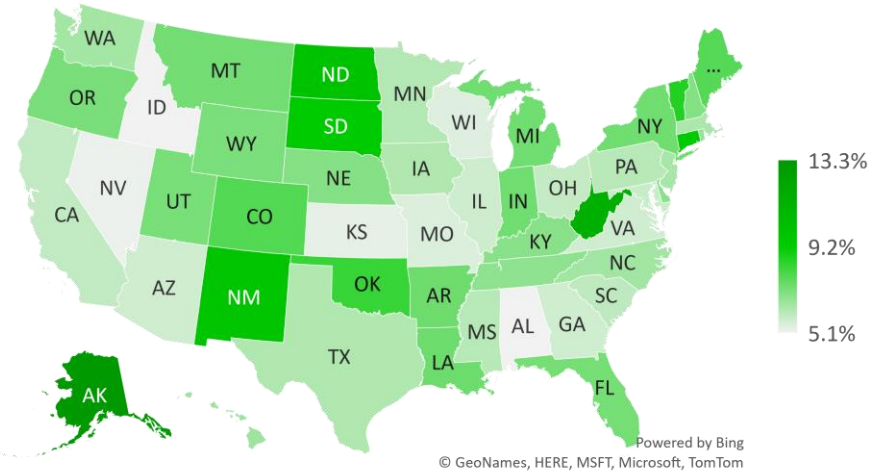 WA
MT
ND
MN
...
OR
ID
SD
WI
MI
NY
WY
IA
PA
NE
NV
UT
CO
IL
IN
OH
CA
KS
MO
KY
VA
NC
AZ
NM
OK
AR
SC
MS
AL
GA
TX
LA
FL
AK
13.3%
9.2%
5.1%
Powered by Bing
© GeoNames, HERE, MSFT, Microsoft, TomTom